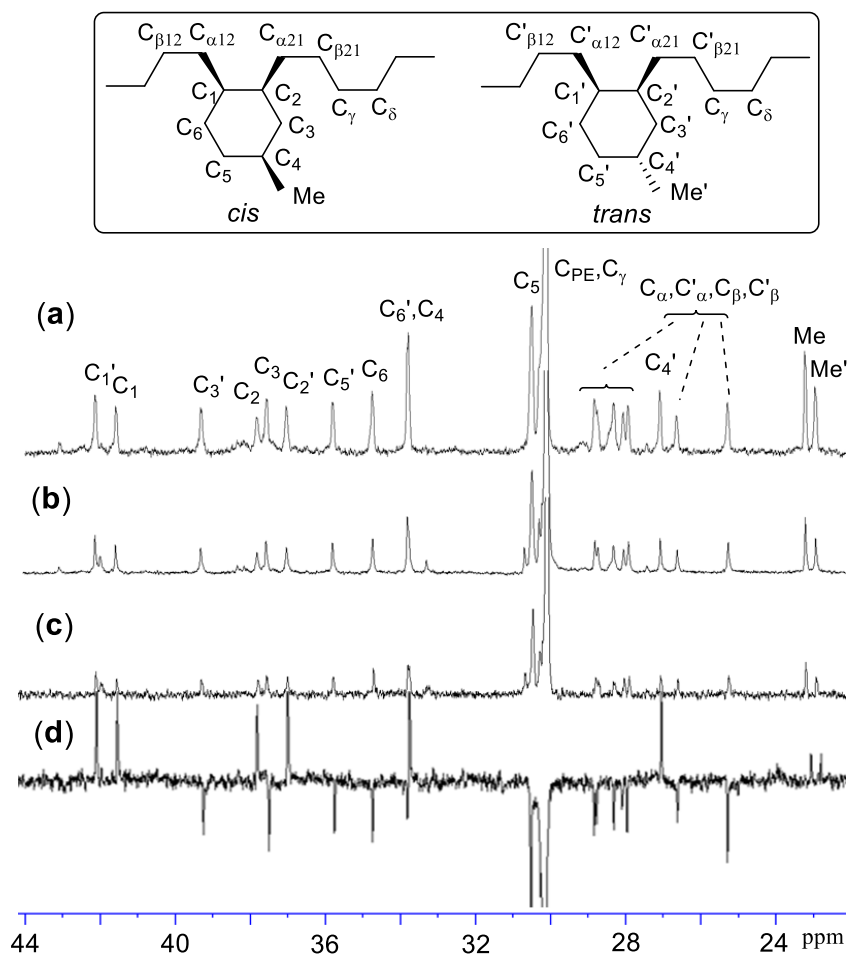 Cβ12 Cα12 Cα21 Cβ21 C'β12 C'α12 C'α21 C'β21
C1 C2 Cγ Cδ C1' C2' Cγ Cδ
C6 C3 C6' C3'
C5 C4 C5' C4'
Me Me'
cis trans
(a) C1' C1 C3' C2 C3 C2' C5' C6 C6',C4 C5 CPE,Cγ Cα,C'α,Cβ,C'β C4' Me Me'
(b)
(c)
(d)
44 40 36 32 28 24 ppm